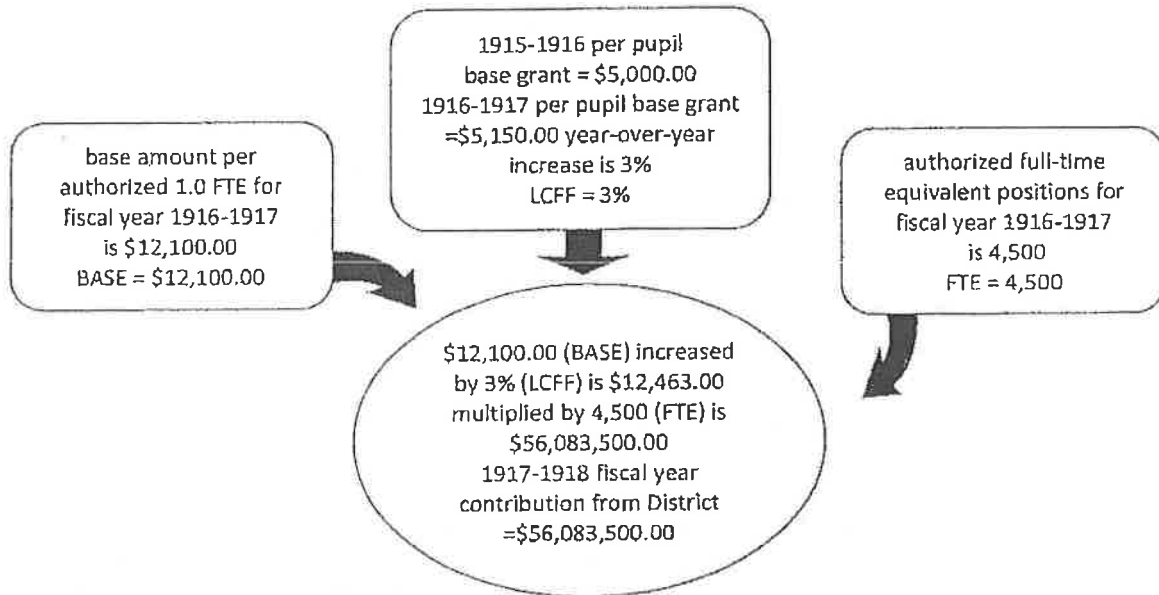 1915-1916 per pupil
base grant = $5,000.00
1916-1917 per pupil base grant
=$5,150.00 year-over-year
increase is 3%
LCFF = 3%
base amount per
authorized 1.0 FTE for
fiscal year 1916-1917
is $12,100.00
BASE = $12,100.00
authorized full-time
equivalent positions for
fiscal year 1916-1917
is 4,500
FTE = 4,500
$12,100.00 (BASE) increased
by 3% (LCFF) is $12,463.00
multiplied by 4,500 (FTE) is
$56,083,500.00
1917-1918 fiscal year
contribution from District
=$56,083,500.00